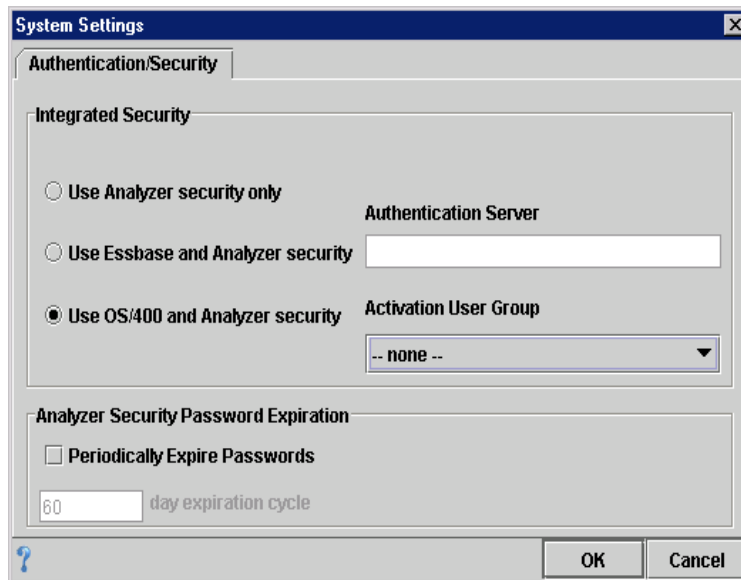 System Settings
Authentication/Security
Integrated Security
Use Analyzer security only
Authentication Server
Use Essbase and Analyzer security
Use OS/400 and Analyzer security
Activation User Group
-- none --
Analyzer Security Password Expiration
Periodically Expire Passwords
60 day expiration cycle
?
OK Cancel